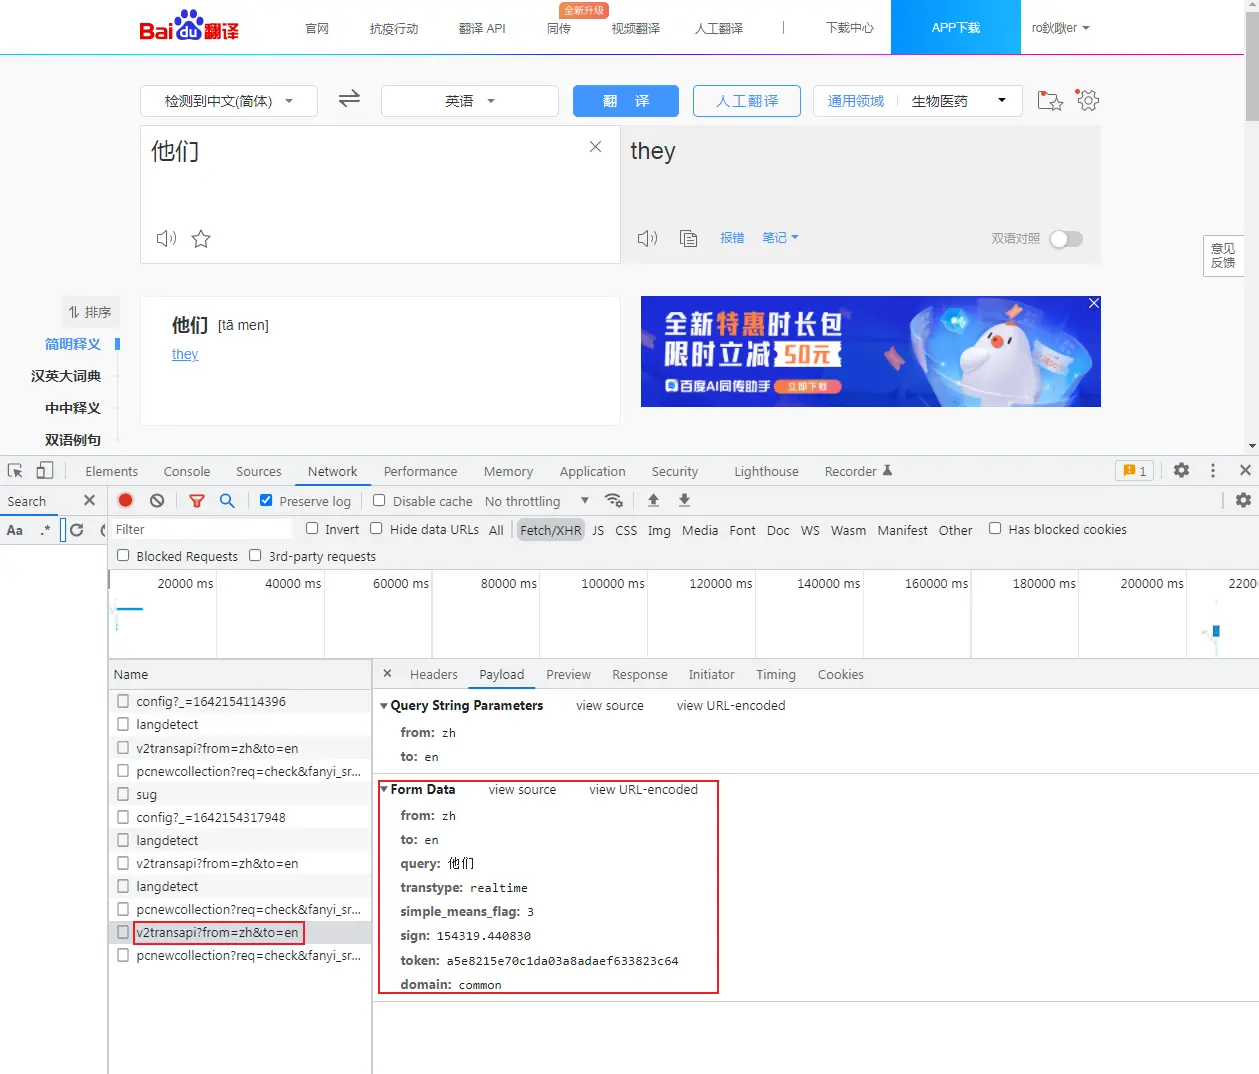 Bai du 翻译
官网
抗疫行动
翻译 API
全新升级
同传
视频翻译
人工翻译
下载中心
APP下载
ro鈥瞅er
检测到中文(简体)
英语
翻 译
人工翻译
通用领域
生物医药
他们
they
报错
笔记
双语对照
意见
反馈
排序
简明释义
汉英大词典
中中释义
双语例句
他们 [tā men]
they
全新特惠时长包
限时立减50元
百度AI同传助手 立即下载
Elements Console Sources Network Performance Memory Application Security Lighthouse Recorder 1
Search
Preserve log Disable cache No throttling
Aa .*
Filter Invert Hide data URLs All Fetch/XHR JS CSS Img Media Font Doc WS Wasm Manifest Other Has blocked cookies
Blocked Requests 3rd-party requests
20000 ms 40000 ms 60000 ms 80000 ms 100000 ms 120000 ms 140000 ms 160000 ms 180000 ms 200000 ms 2200
Name
config?_=1642154114396
langdetect
v2transapi?from=zh&to=en
pcnewcollection?req=check&fanyi_sr...
sug
config?_=1642154317948
langdetect
v2transapi?from=zh&to=en
langdetect
pcnewcollection?req=check&fanyi_sr...
v2transapi?from=zh&to=en
pcnewcollection?req=check&fanyi_sr...
Headers Payload Preview Response Initiator Timing Cookies
Query String Parameters view source view URL-encoded
from: zh
to: en
Form Data view source view URL-encoded
from: zh
to: en
query: 他们
transtype: realtime
simple_means_flag: 3
sign: 154319.440830
token: a5e8215e70c1da03a8adaef633823c64
domain: common